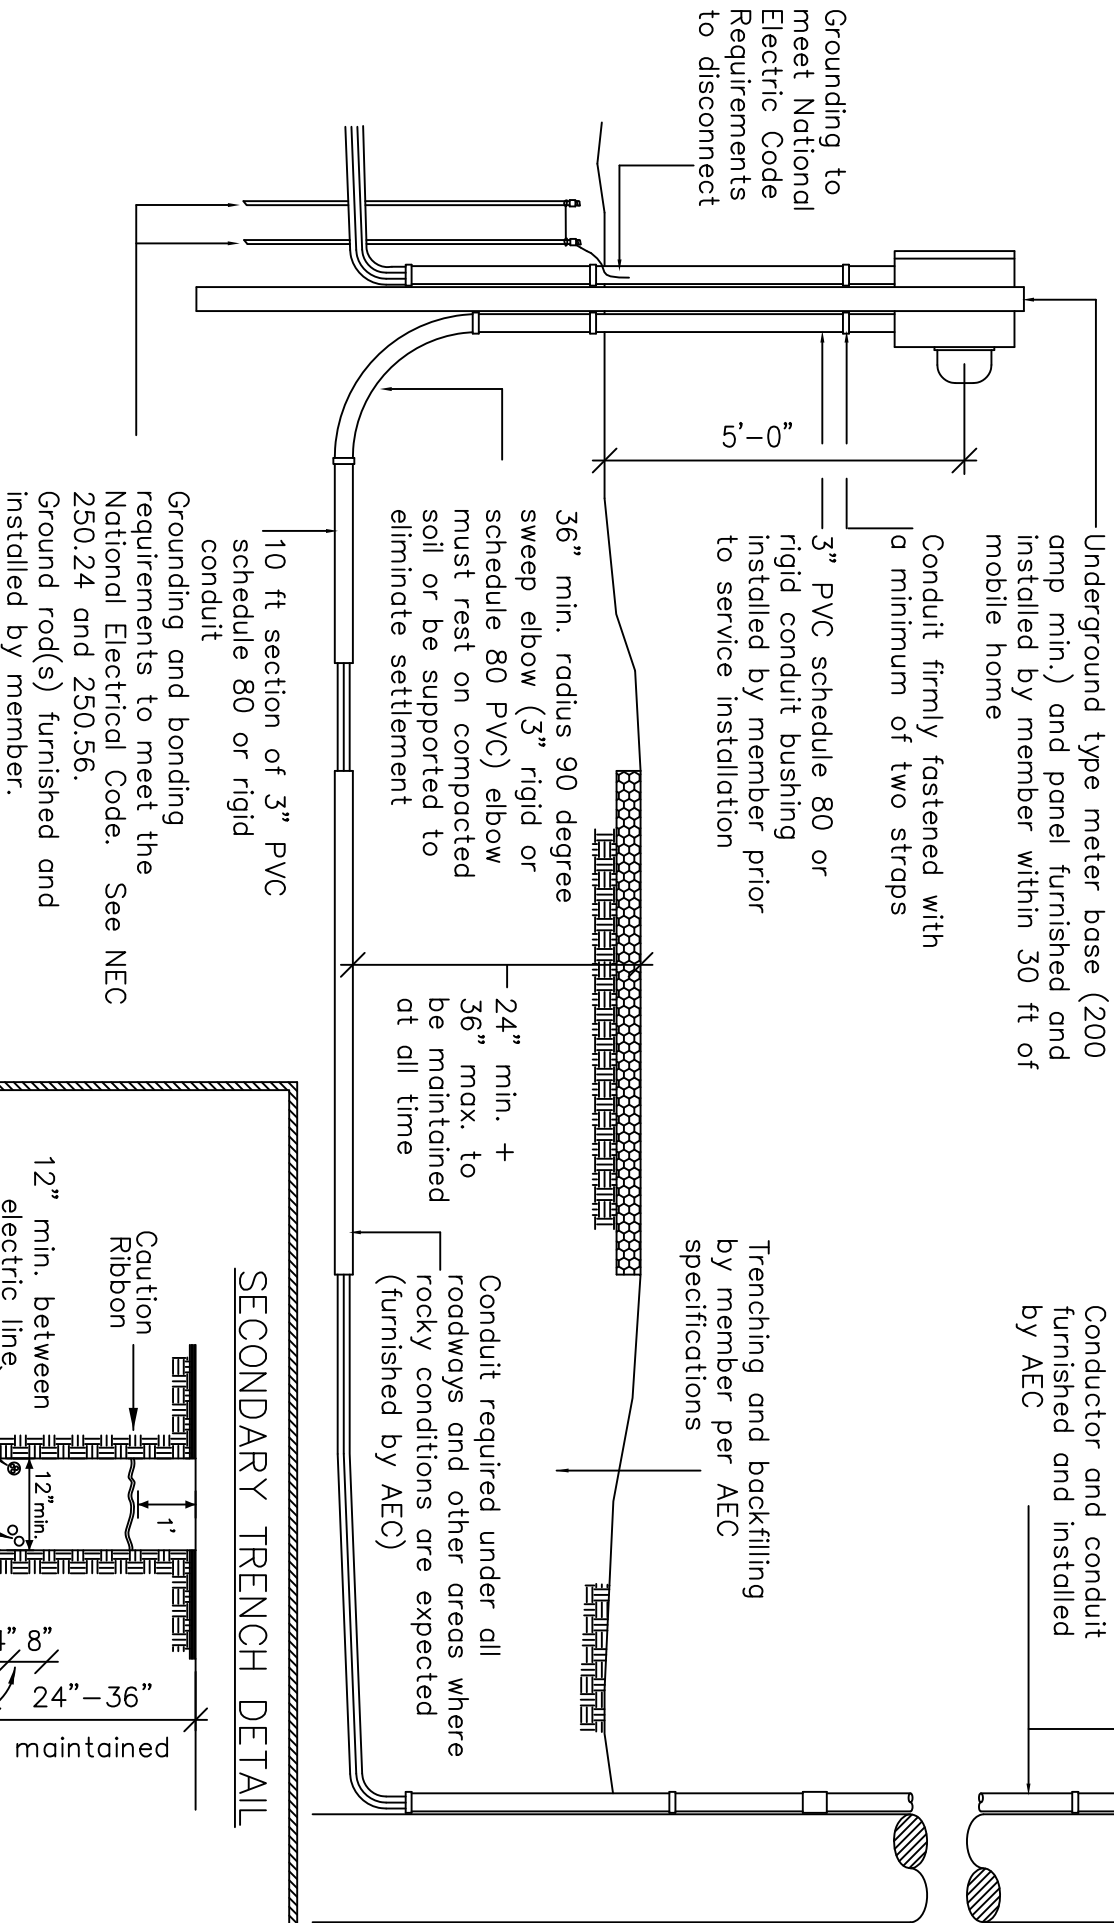 Underground type meter base (200
amp min.) and panel furnished and
installed by member within 30 ft of
mobile home
Conductor and conduit
furnished and installed
by AEC
Conduit firmly fastened with
a minimum of two straps
3" PVC schedule 80 or
rigid conduit bushing
installed by member prior
to service installation
5'-0"
Grounding to
meet National
Electric Code
Requirements
to disconnect
Trenching and backfilling
by member per AEC
specifications
36" min. radius 90 degree
sweep elbow (3" rigid or
schedule 80 PVC) elbow
must rest on compacted
soil or be supported to
eliminate settlement
24" min. +
36" max. to
be maintained
at all time
Conduit required under all
roadways and other areas where
rocky conditions are expected
(furnished by AEC)
10 ft section of 3" PVC
schedule 80 or rigid
conduit
Grounding and bonding
requirements to meet the
National Electrical Code. See NEC
250.24 and 250.56.
Ground rod(s) furnished and
installed by member.
SECONDARY TRENCH DETAIL
Caution
Ribbon
1'
12" min.
12" min. between
electric line
8"
24"-36"
maintained